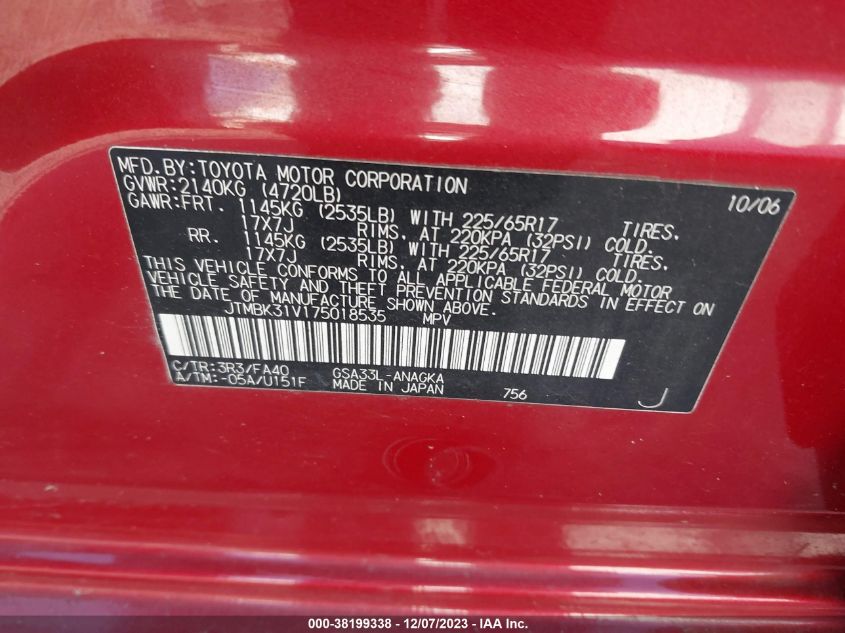 MFD. BY: TOYOTA MOTOR CORPORATION 10/06
GVWR: 2140KG (4720LB)
GAWR: FRT. 1145KG (2535LB) WITH 225/65R17 TIRES,
17X7J RIMS, AT 220KPA (32PSI) COLD.
RR. 1145KG (2535LB) WITH 225/65R17 TIRES,
17X7J RIMS, AT 220KPA (32PSI) COLD.
THIS VEHICLE CONFORMS TO ALL APPLICABLE FEDERAL MOTOR
VEHICLE SAFETY AND THEFT PREVENTION STANDARDS IN EFFECT ON
THE DATE OF MANUFACTURE SHOWN ABOVE.
JTMBK31V175018535 MPV
C/TR: 3R3/FA40 GSA33L-ANAGKA
A/TM: -05A/U151F MADE IN JAPAN 756 J
000-38199338 - 12/07/2023 - IAA Inc.